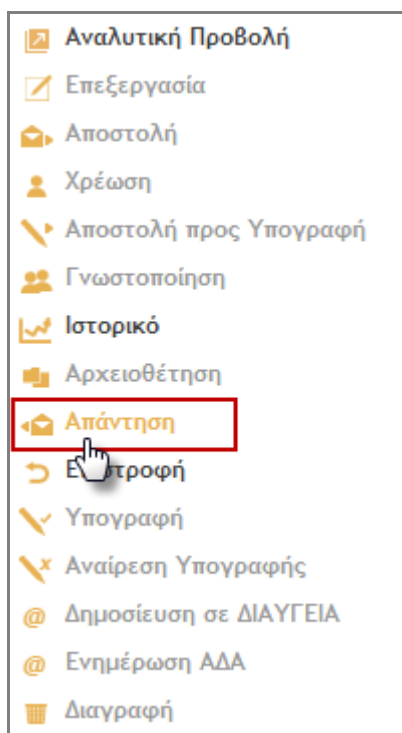 Αναλυτική Προβολή
Επεξεργασία
Αποστολή
Χρέωση
Αποστολή προς Υπογραφή
Γνωστοποίηση
Ιστορικό
Αρχειοθέτηση
Απάντηση
Επιστροφή
Υπογραφή
Αναίρεση Υπογραφής
@ Δημοσίευση σε ΔΙΑΥΓΕΙΑ
@ Ενημέρωση ΑΔΑ
Διαγραφή